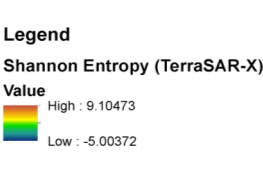 Legend
Shannon Entropy (TerraSAR-X)
Value
High : 9.10473
Low : -5.00372